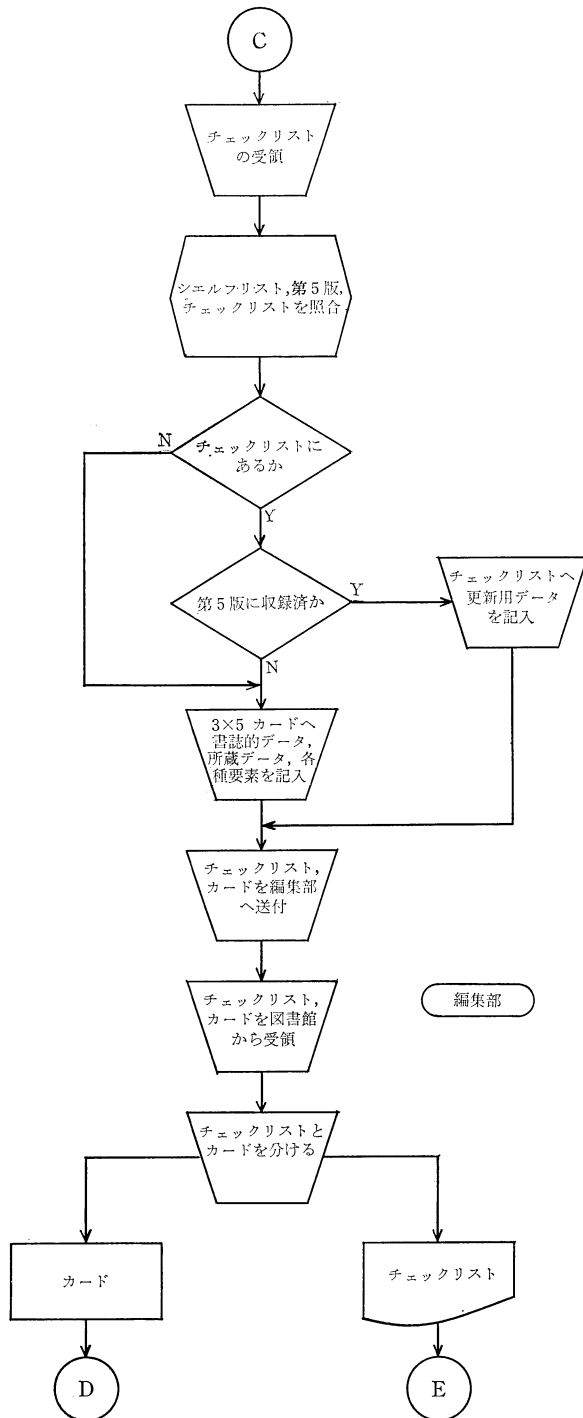 C
チェックリスト
の受領
シエルフリスト,第5版,
チェックリストを照合
チェックリストに
あるか
N
Y
第5版に収録済か
Y
N
チェックリストへ
更新用データ
を記入
3×5 カードへ
書誌的データ,
所蔵データ, 各
種要素を記入
チェックリスト,
カードを編集部
へ送付
チェックリスト,
カードを図書館
から受領
編集部
チェックリストと
カードを分ける
カード
チェックリスト
D
E